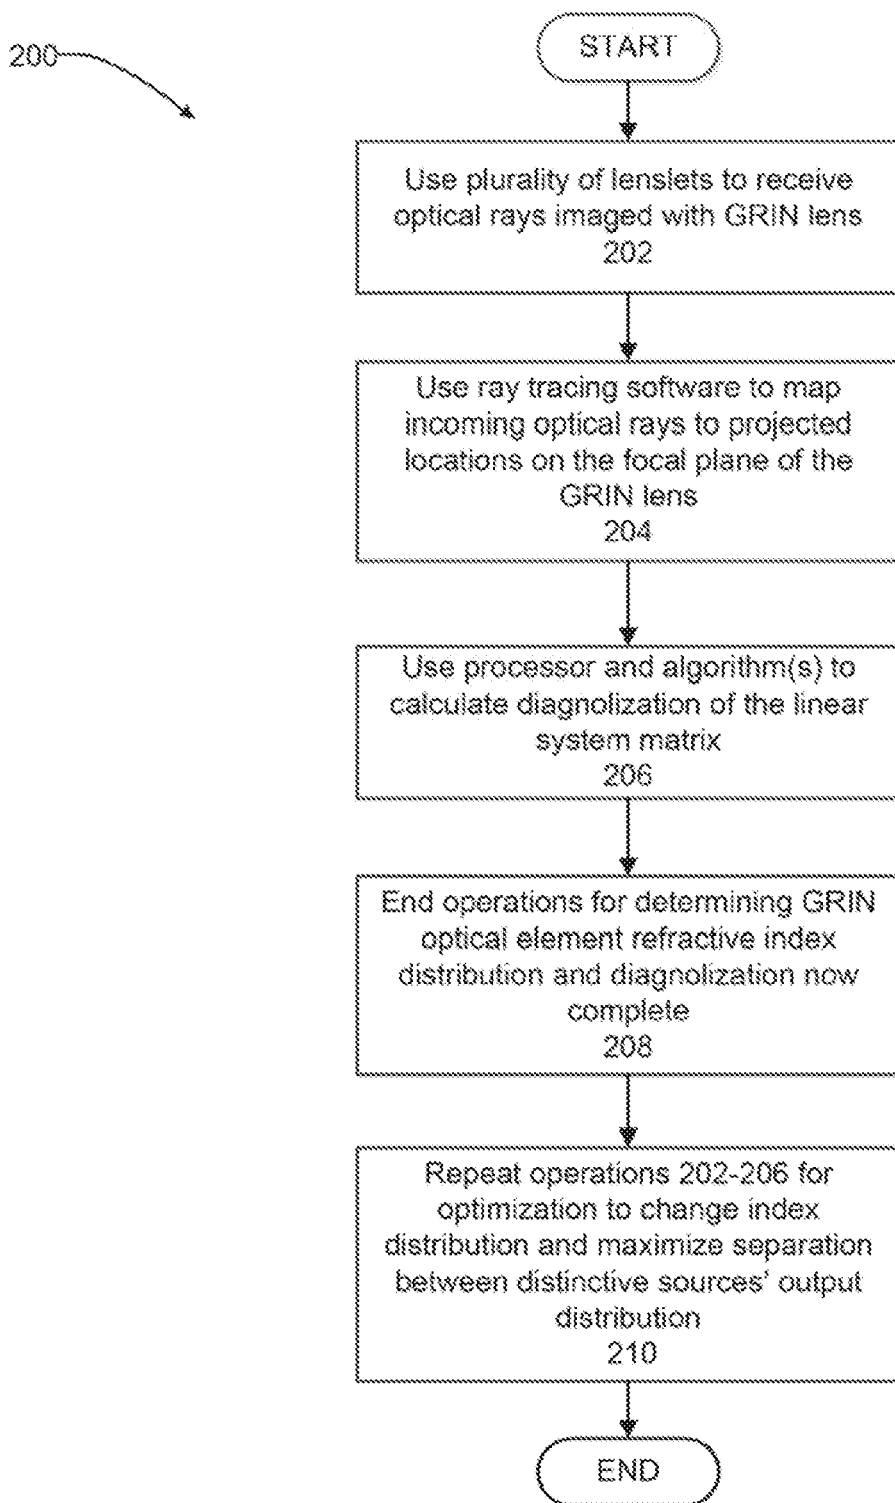 200
START
Use plurality of lenslets to receive
optical rays imaged with GRIN lens
202
Use ray tracing software to map
incoming optical rays to projected
locations on the focal plane of the
GRIN lens
204
Use processor and algorithm(s) to
calculate diagnolization of the linear
system matrix
206
End operations for determining GRIN
optical element refractive index
distribution and diagnolization now
complete
208
Repeat operations 202-206 for
optimization to change index
distribution and maximize separation
between distinctive sources' output
distribution
210
END